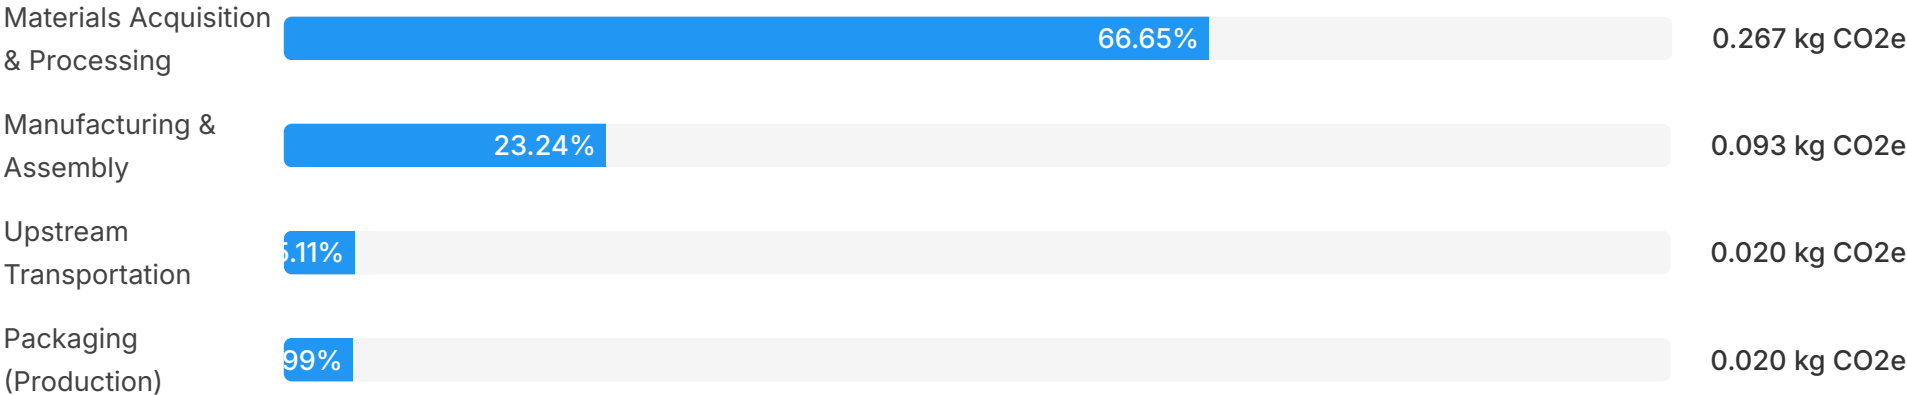 Materials Acquisition
& Processing
66.65%
0.267 kg CO2e
Manufacturing &
Assembly
23.24%
0.093 kg CO2e
Upstream
Transportation
5.11%
0.020 kg CO2e
Packaging
(Production)
99%
0.020 kg CO2e